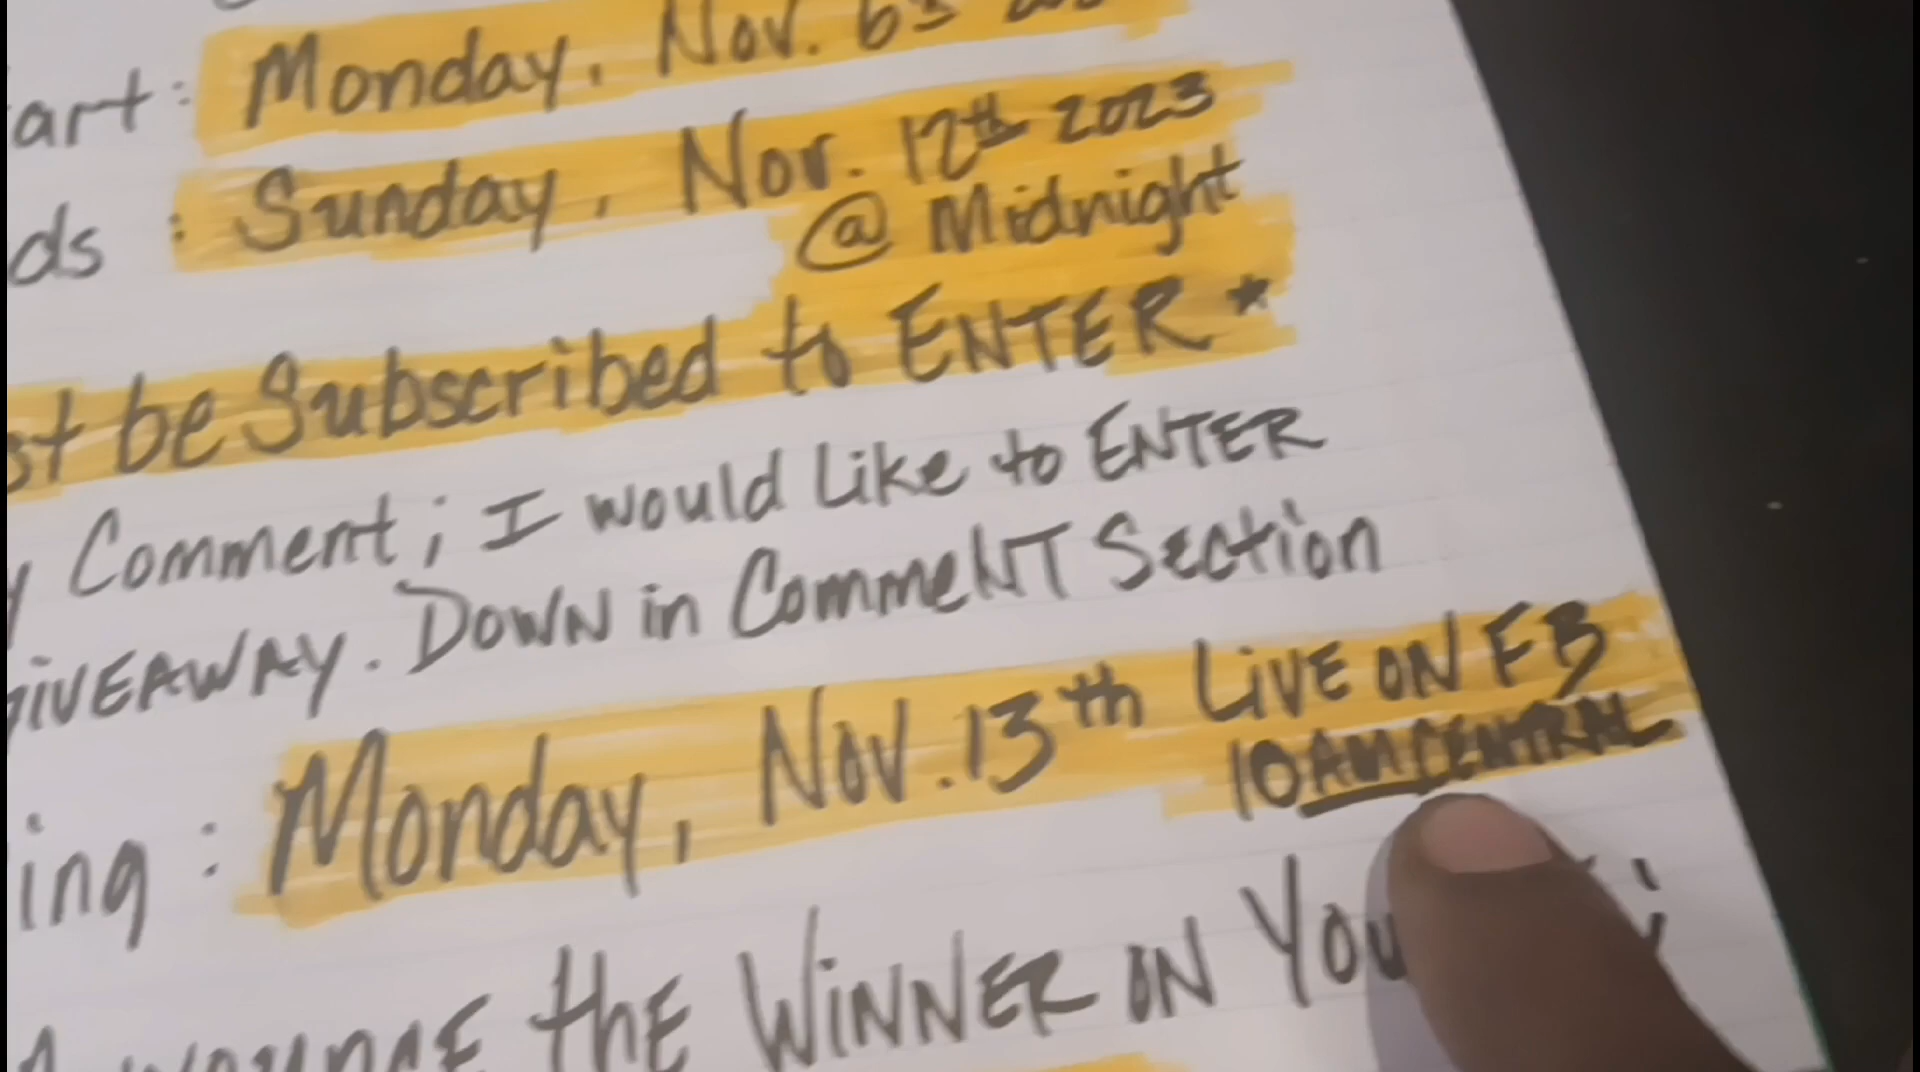 art: Monday, Nov.
ds : Sunday, Nov. 12th 2023
@ Midnight
st be Subscribed to ENTER *
y Comment; I would Like to ENTER
GIVEAWAY. DOWN in CommeNT Section
ing : Monday, Nov. 13th LiVE ON FB
10 AM CENTRAL
the WiNNER ON You